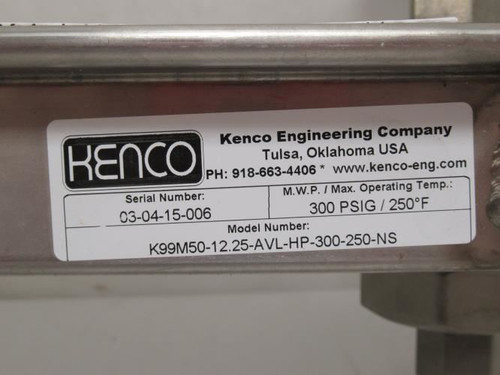 KENCO
Kenco Engineering Company
Tulsa, Oklahoma USA
PH: 918-663-4406 * www.kenco-eng.com
Serial Number:
03-04-15-006
M.W.P. / Max. Operating Temp.:
300 PSIG / 250°F
Model Number:
K99M50-12.25-AVL-HP-300-250-NS